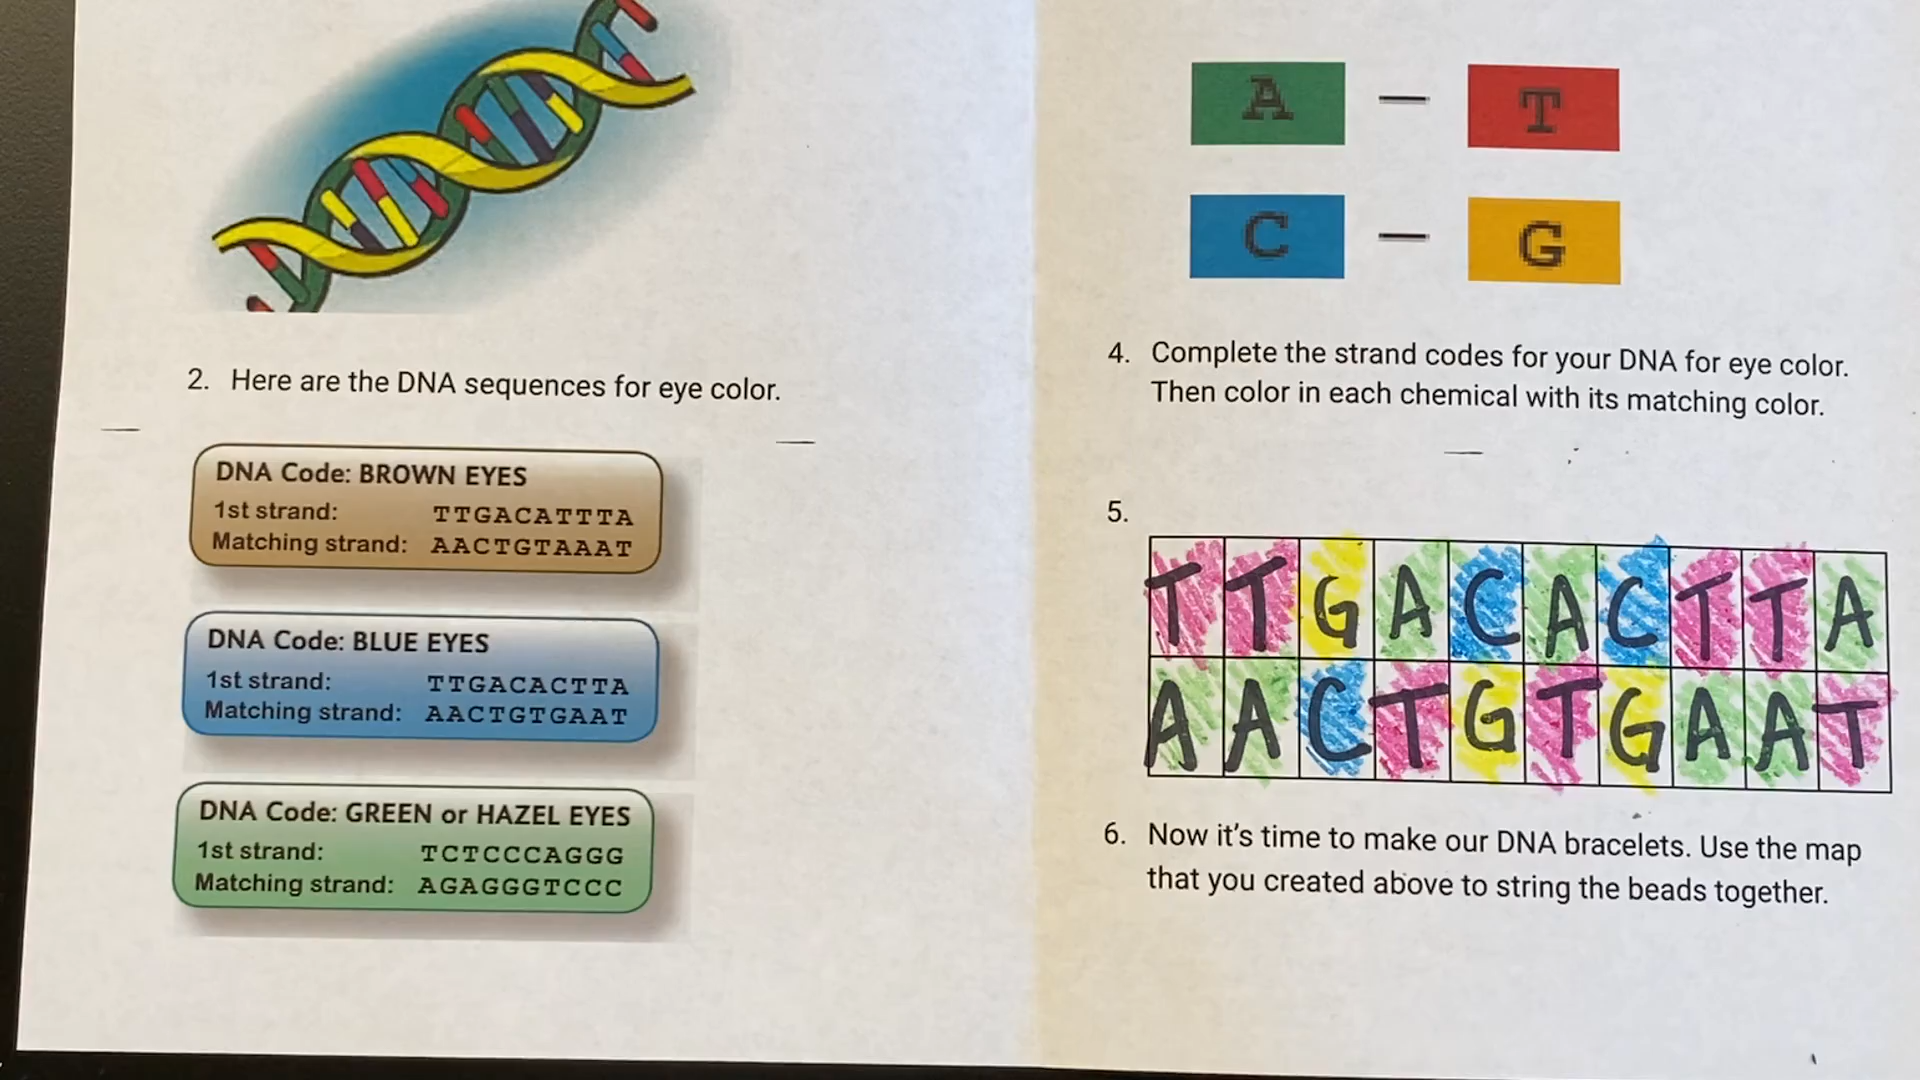 2. Here are the DNA sequences for eye color.
DNA Code: BROWN EYES
1st strand: TTGACATTTA
Matching strand: AACTGTAAAT
DNA Code: BLUE EYES
1st strand: TTGACACTTA
Matching strand: AACTGTGAAT
DNA Code: GREEN or HAZEL EYES
1st strand: TCTCCCAGGG
Matching strand: AGAGGGTCCC
A — T
C — G
4. Complete the strand codes for your DNA for eye color.
Then color in each chemical with its matching color.
5.
T T G A C A C T T A
A A C T G T G A A T
6. Now it's time to make our DNA bracelets. Use the map
that you created above to string the beads together.